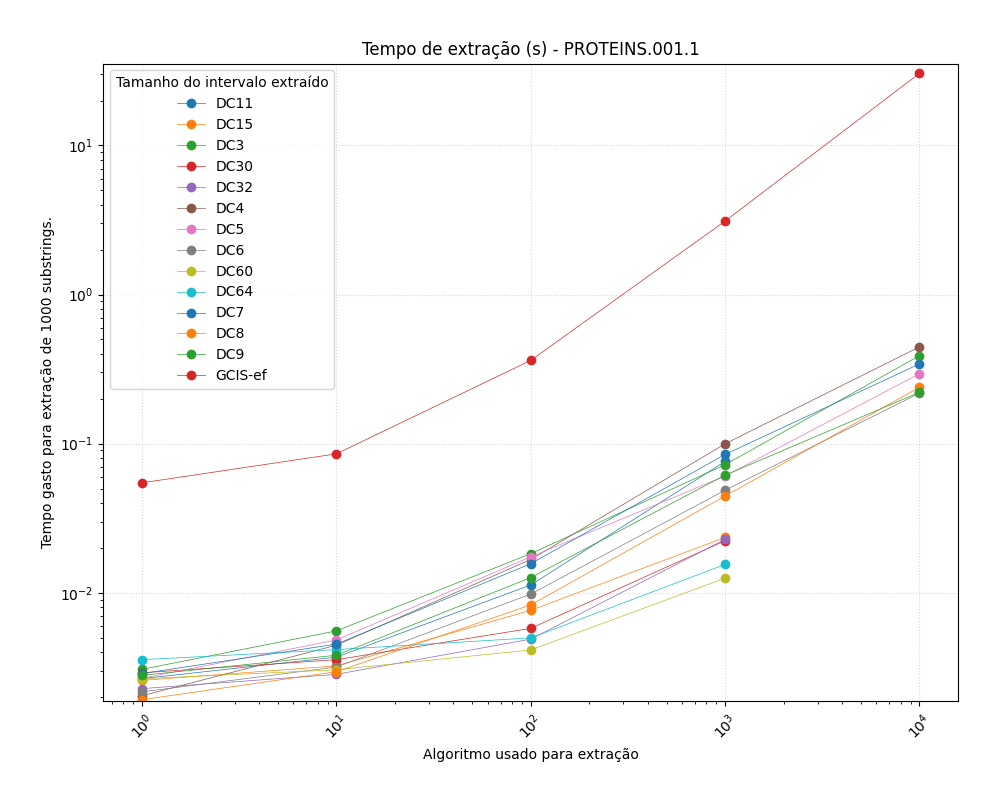 Tempo de extração (s) - PROTEINS.001.1
Tamanho do intervalo extraído
DC11
DC15
DC3
DC30
DC32
DC4
DC5
DC6
DC60
DC64
DC7
DC8
DC9
GCIS-ef
Tempo gasto para extração de 1000 substrings.
10¹
10⁰
10⁻¹
10⁻²
10⁰
10¹
10²
10³
10⁴
Algoritmo usado para extração